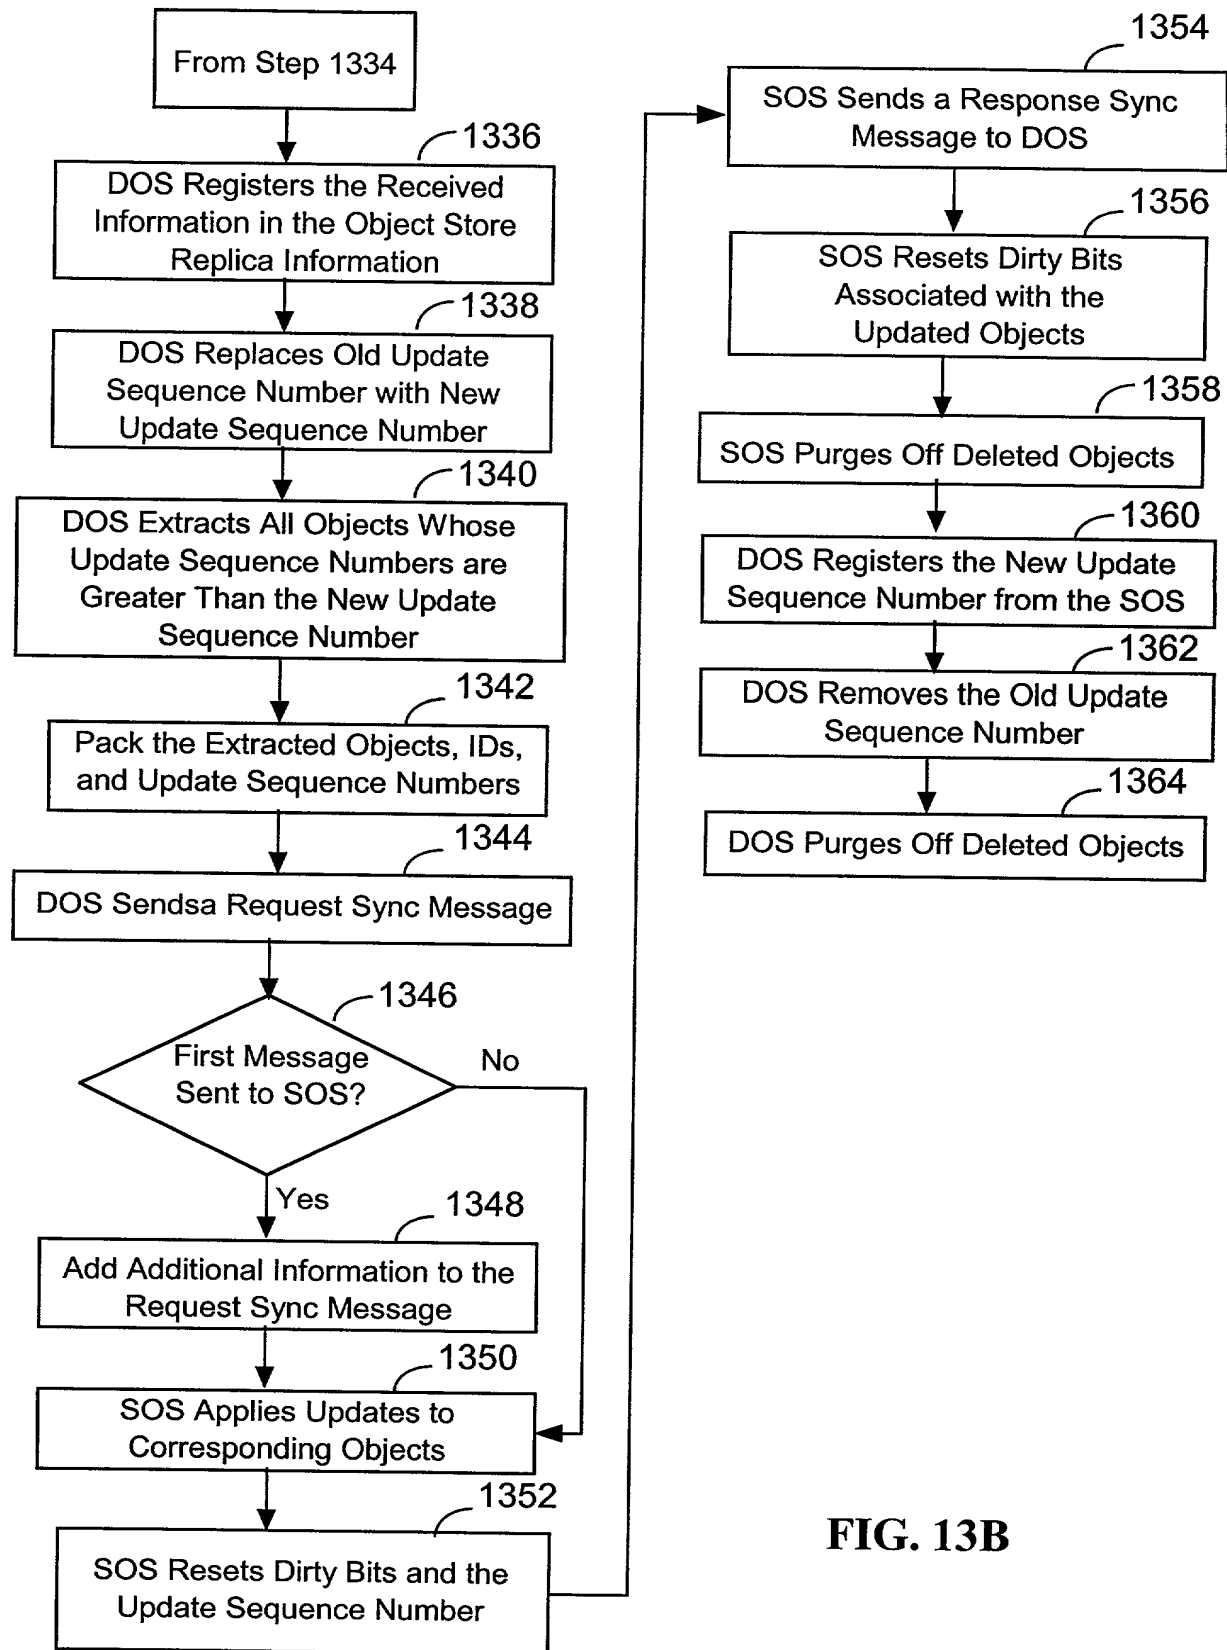 From Step 1334
1336
DOS Registers the Received
Information in the Object Store
Replica Information
1338
DOS Replaces Old Update
Sequence Number with New
Update Sequence Number
1340
DOS Extracts All Objects Whose
Update Sequence Numbers are
Greater Than the New Update
Sequence Number
1342
Pack the Extracted Objects, IDs,
and Update Sequence Numbers
1344
DOS Sendsa Request Sync Message
1346
First Message
Sent to SOS?
No
Yes
1348
Add Additional Information to the
Request Sync Message
1350
SOS Applies Updates to
Corresponding Objects
1352
SOS Resets Dirty Bits and the
Update Sequence Number
1354
SOS Sends a Response Sync
Message to DOS
1356
SOS Resets Dirty Bits
Associated with the
Updated Objects
1358
SOS Purges Off Deleted Objects
1360
DOS Registers the New Update
Sequence Number from the SOS
1362
DOS Removes the Old Update
Sequence Number
1364
DOS Purges Off Deleted Objects
FIG. 13B